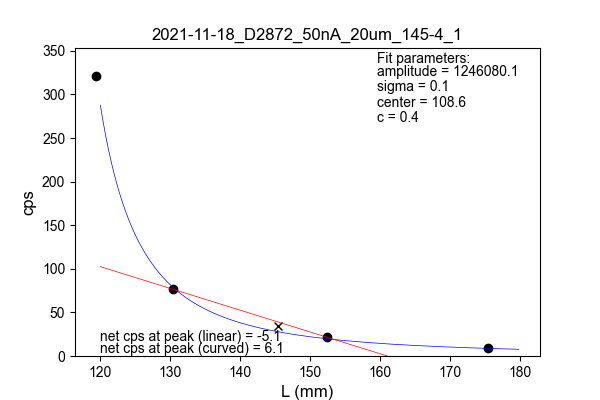 2021-11-18_D2872_50nA_20um_145-4_1
Fit parameters:
amplitude = 1246080.1
sigma = 0.1
center = 108.6
c = 0.4
350
300
250
200
150
100
50
0
cps
net cps at peak (linear) = -5.1
net cps at peak (curved) = 6.1
120 130 140 150 160 170 180
L (mm)